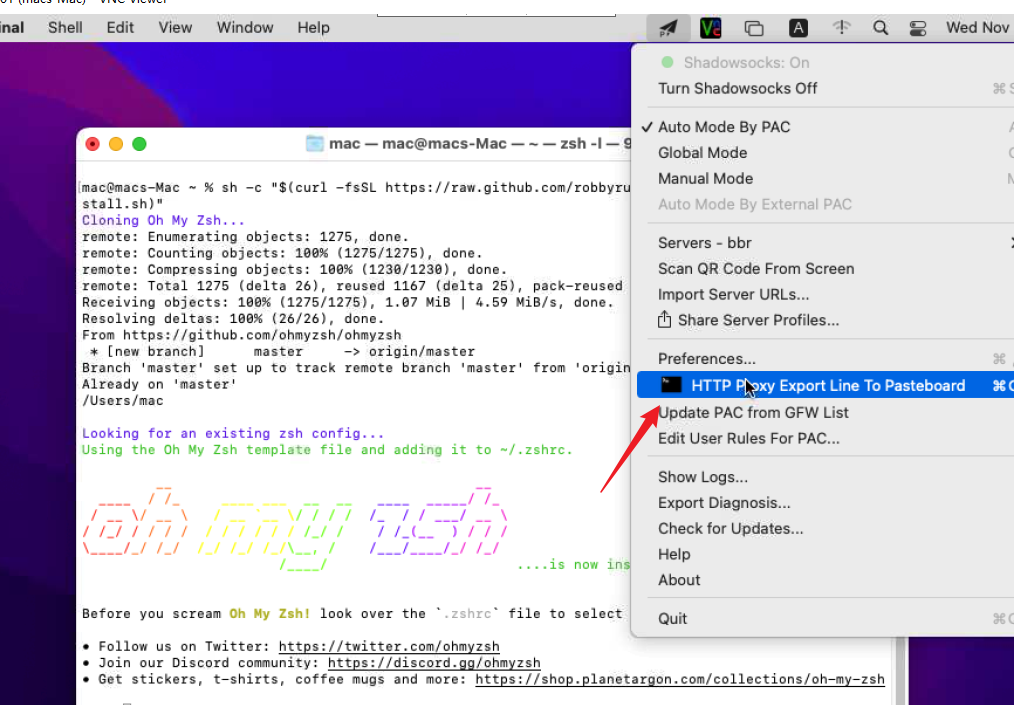 inal Shell Edit View Window Help A Wed Nov
mac — mac@macs-Mac — ~ — zsh -l — 9
mac@macs-Mac ~ % sh -c "$(curl -fsSL https://raw.github.com/robbyru
stall.sh)"
Cloning Oh My Zsh...
remote: Enumerating objects: 1275, done.
remote: Counting objects: 100% (1275/1275), done.
remote: Compressing objects: 100% (1230/1230), done.
remote: Total 1275 (delta 26), reused 1167 (delta 25), pack-reused
Receiving objects: 100% (1275/1275), 1.07 MiB | 4.59 MiB/s, done.
Resolving deltas: 100% (26/26), done.
From https://github.com/ohmyzsh/ohmyzsh
* [new branch] master -> origin/master
Branch 'master' set up to track remote branch 'master' from 'origin
Already on 'master'
/Users/mac
Looking for an existing zsh config...
Using the Oh My Zsh template file and adding it to ~/.zshrc.
oh my zsh
....is now ins
Before you scream Oh My Zsh! look over the `.zshrc` file to select
• Follow us on Twitter: https://twitter.com/ohmyzsh
• Join our Discord community: https://discord.gg/ohmyzsh
• Get stickers, t-shirts, coffee mugs and more: https://shop.planetargon.com/collections/oh-my-zsh
Shadowsocks: On
Turn Shadowsocks Off ⌘ S
✓ Auto Mode By PAC
Global Mode
Manual Mode
Auto Mode By External PAC
Servers - bbr
Scan QR Code From Screen
Import Server URLs...
Share Server Profiles...
Preferences... ⌘ ,
HTTP Proxy Export Line To Pasteboard ⌘
Update PAC from GFW List
Edit User Rules For PAC...
Show Logs...
Export Diagnosis...
Check for Updates...
Help
About
Quit ⌘